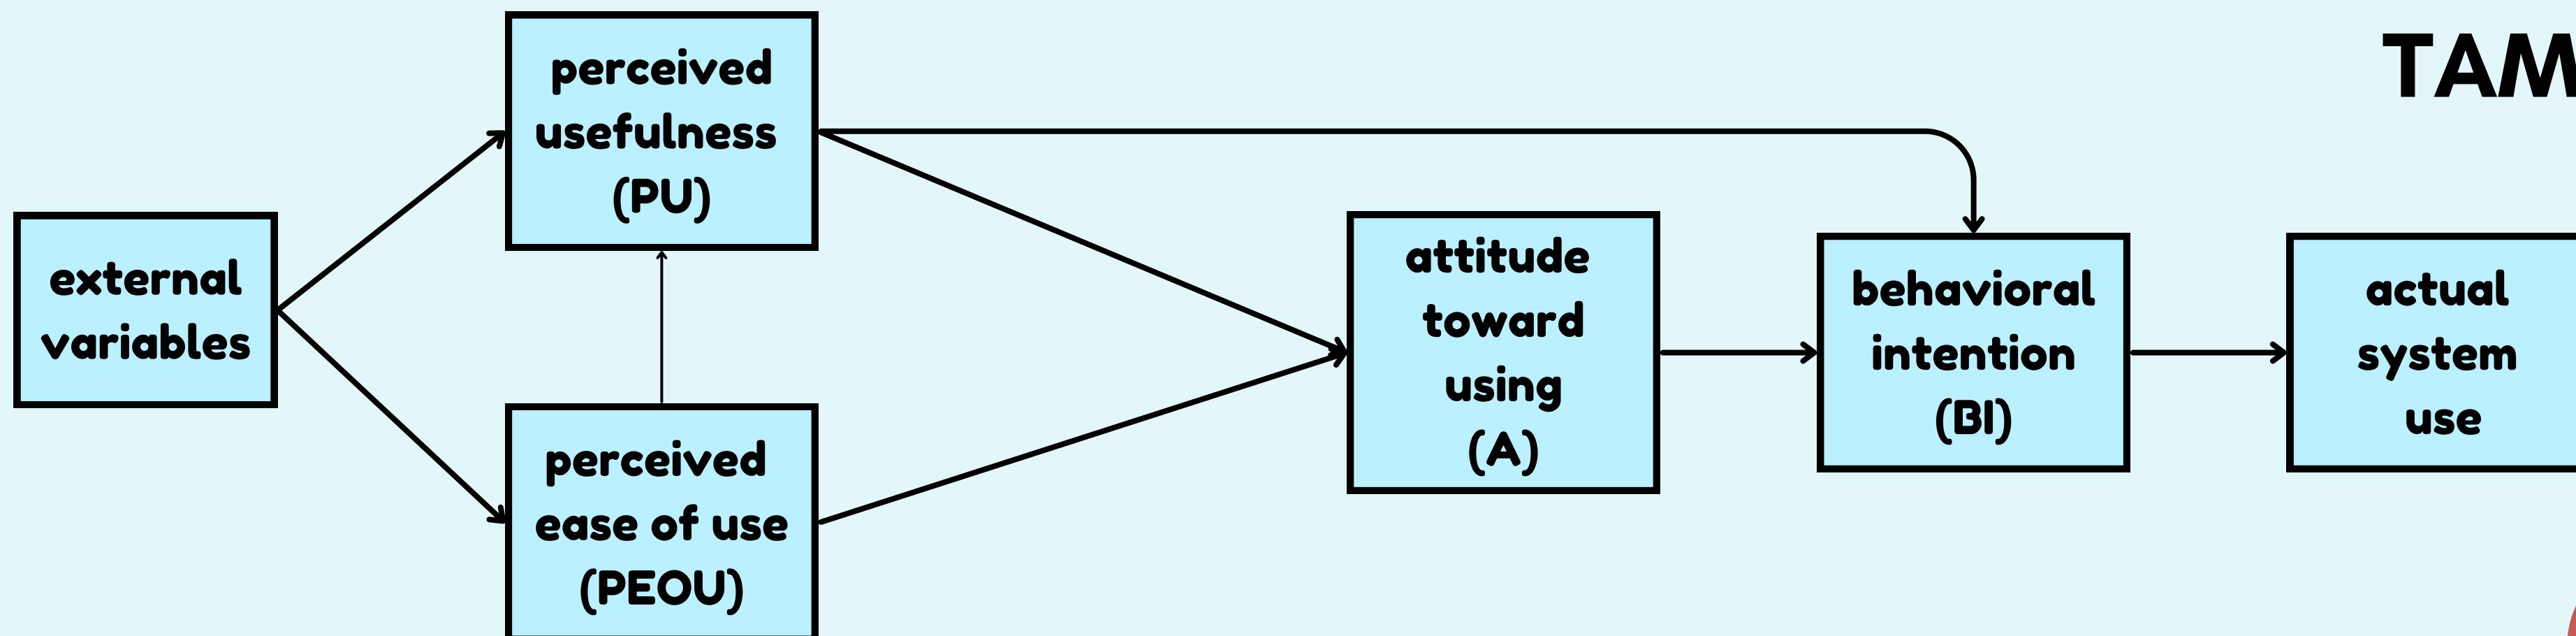 TAM
perceived
usefulness
(PU)
external
variables
perceived
ease of use
(PEOU)
attitude
toward
using
(A)
behavioral
intention
(BI)
actual
system
use